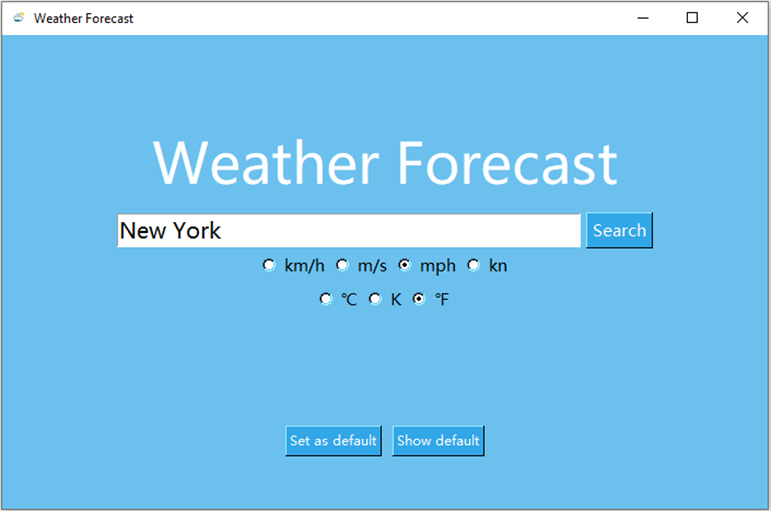 Weather Forecast
Weather Forecast
New York Search
km/h m/s mph kn
℃ K ℉
Set as default Show default